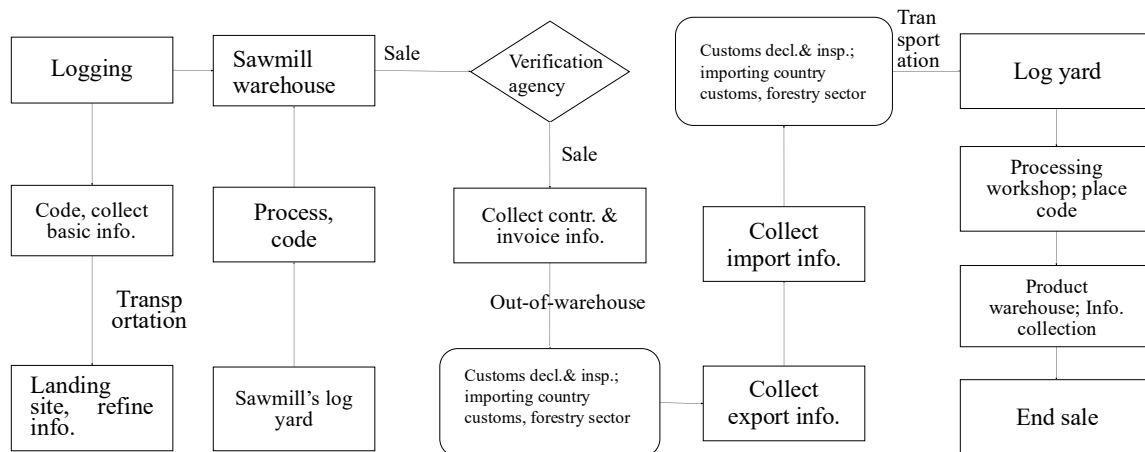 Logging
Sawmill
warehouse
Sale
Verification
agency
Customs decl.& insp.;
importing country
customs, forestry sector
Tran
sport
ation
Log yard
Code, collect
basic info.
Process,
code
Sale
Collect contr. &
invoice info.
Collect
import info.
Processing
workshop; place
code
Transp
ortation
Out-of-warehouse
Product
warehouse; Info.
collection
Landing
site, refine
info.
Sawmill’s log
yard
Customs decl.& insp.;
importing country
customs, forestry sector
Collect
export info.
End sale